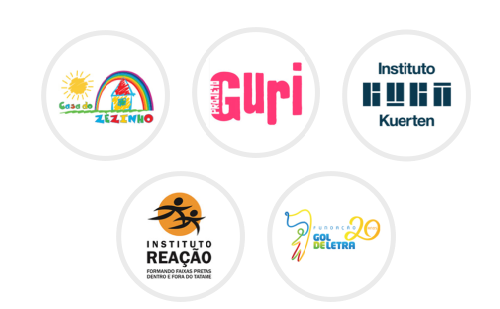 Casa do
ZEZINHO
PROJETO
Guri
Instituto
GUGA
Kuerten
INSTITUTO
REAÇÃO
FORMANDO FAIXAS PRETAS
DENTRO E FORA DO TATAME
FUNDAÇÃO
GOL
DE LETRA
20